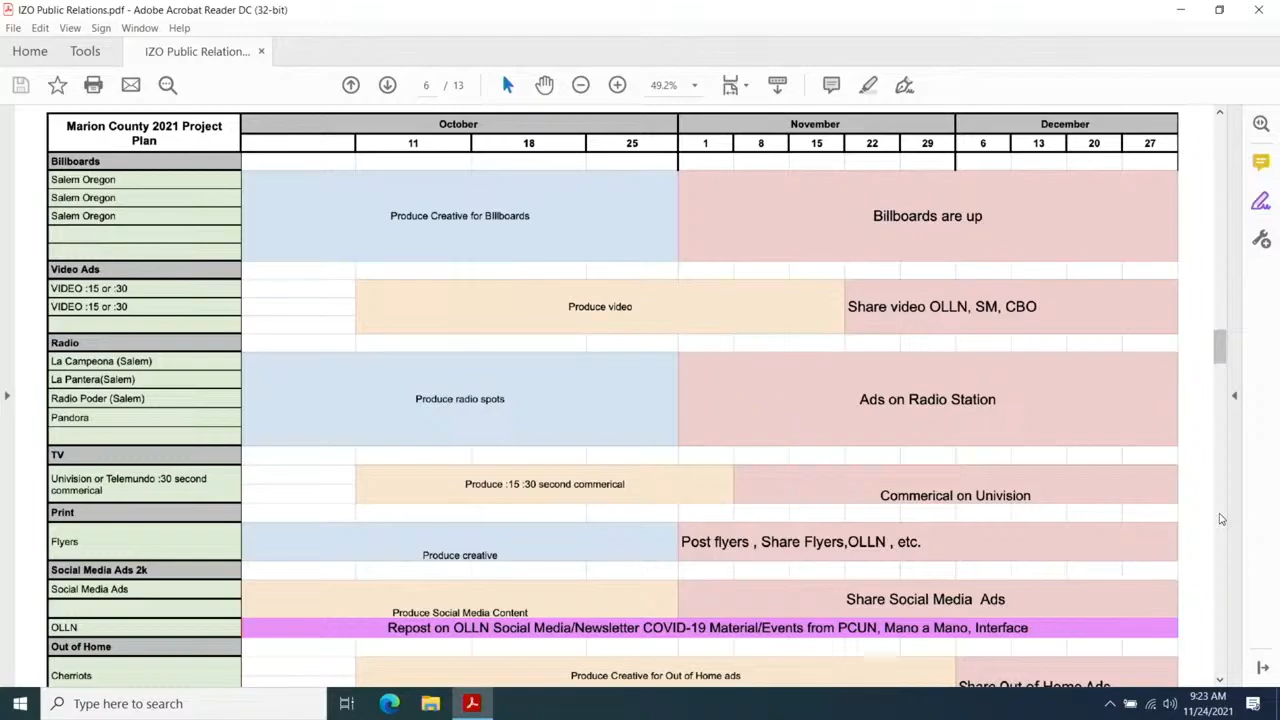 IZO Public Relations.pdf - Adobe Acrobat Reader DC (32-bit)
File Edit View Sign Window Help
Home Tools IZO Public Relation... ×
6 / 13 49.2%
Marion County 2021 Project Plan
October November December
11 18 25 1 8 15 22 29 6 13 20 27
Billboards
Salem Oregon
Salem Oregon
Salem Oregon
Produce Creative for BIllboards
Billboards are up
Video Ads
VIDEO :15 or :30
VIDEO :15 or :30
Produce video
Share video OLLN, SM, CBO
Radio
La Campeona (Salem)
La Pantera(Salem)
Radio Poder (Salem)
Pandora
Produce radio spots
Ads on Radio Station
TV
Univision or Telemundo :30 second
commerical
Produce :15 :30 second commerical
Commerical on Univision
Print
Flyers
Produce creative
Post flyers , Share Flyers,OLLN , etc.
Social Media Ads 2k
Social Media Ads
Produce Social Media Content
Share Social Media Ads
OLLN
Repost on OLLN Social Media/Newsletter COVID-19 Material/Events from PCUN, Mano a Mano, Interface
Out of Home
Cherriots
Produce Creative for Out of Home ads
Share Out of Home Ads
Type here to search
9:23 AM
11/24/2021